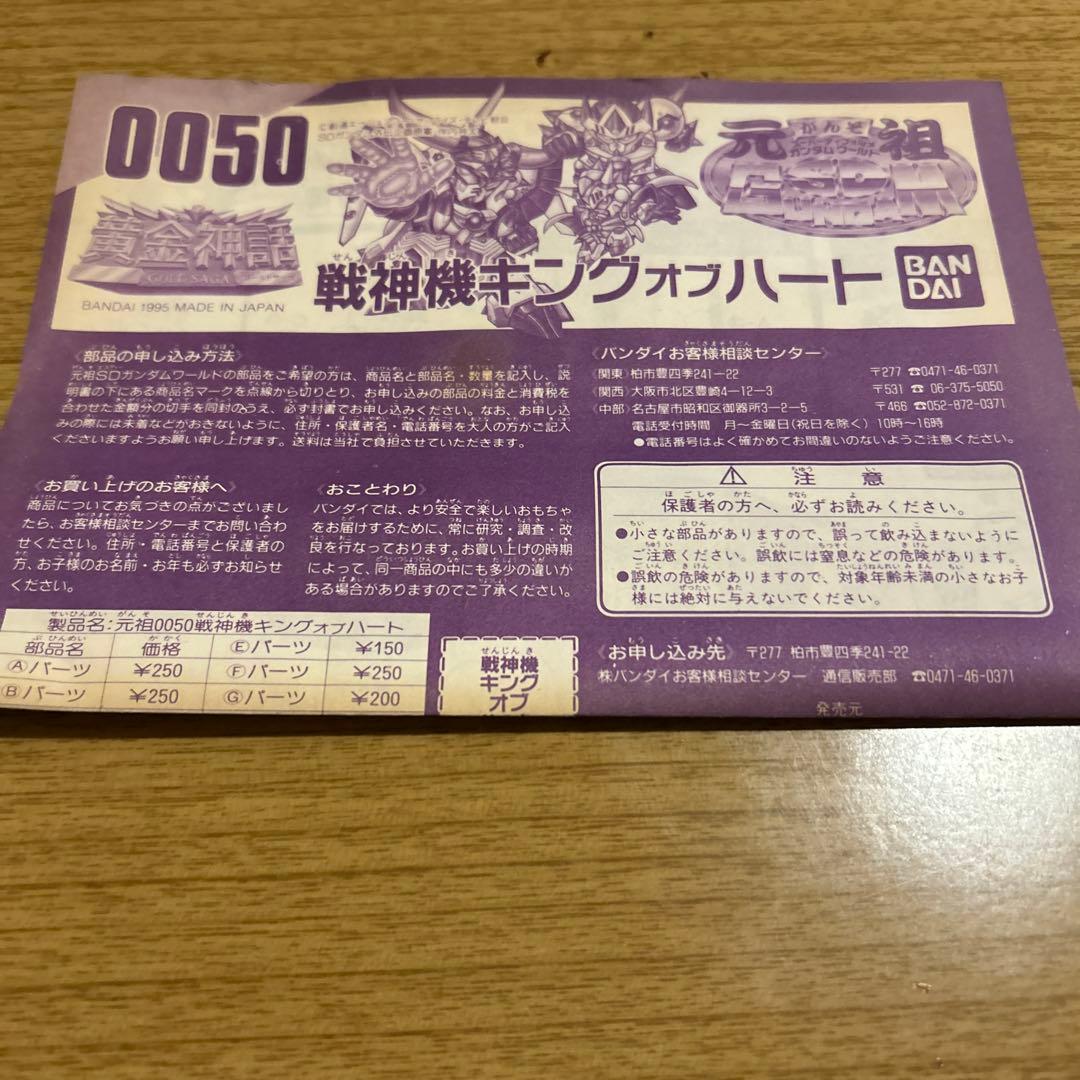 0050
元祖
がんそ
ガンダムワールド
黄金神話
GOLD SAGA
BANDAI 1995 MADE IN JAPAN
戦神機キングオブハート
BAN
DAI
〈部品の申し込み方法〉
元祖SDガンダムワールドの部品をご希望の方は、商品名と部品名・数量を記入し、説
明書の下にある商品名マークを点線から切りとり、お申し込みの部品の料金と消費税を
合わせた金額分の切手を同封のうえ、必ず封書でお申し込みください。なお、お申し込
みの際には未着などがおきないように、住所・保護者名・電話番号を大人の方がご記入
くださいますようお願い申し上げます。送料は当社で負担させていただきます。
〈お買い上げのお客様へ〉
商品についてお気づきの点がございまし
たら、お客様相談センターまでお問い合わ
せください。住所・電話番号と保護者の
方、お子様のお名前・お年も必ずお知らせ
ください。
〈おことわり〉
バンダイでは、より安全で楽しいおもちゃ
をお届けするために、常に研究・調査・改
良を行なっております。お買い上げの時期
によって、同一商品の中にも多少の違いが
ある場合がありますのでご了承ください。
〈バンダイお客様相談センター〉
〈関東〉柏市豊四季241-22 〒277 ☎0471-46-0371
〈関西〉大阪市北区豊崎4-12-3 〒531 ☎06-375-5050
〈中部〉名古屋市昭和区御器所3-2-5 〒466 ☎052-872-0371
電話受付時間 月〜金曜日(祝日を除く)10時〜16時
●電話番号はよく確かめてお間違いのないようご注意ください。
⚠ 注意
保護者の方へ、必ずお読みください。
●小さな部品がありますので、誤って飲み込まないように
ご注意ください。誤飲には窒息などの危険があります。
●誤飲の危険がありますので、対象年齢未満の小さなお子
様には絶対に与えないでください。
製品名:元祖0050戦神機キングオブハート
部品名 価格 Ⓔパーツ ¥150
Ⓐパーツ ¥250 Ⓕパーツ ¥250
Ⓑパーツ ¥250 Ⓖパーツ ¥200
戦神機
キング
オブ
〈お申し込み先〉 〒277 柏市豊四季241-22
㈱バンダイお客様相談センター 通信販売部 ☎0471-46-0371
発売元